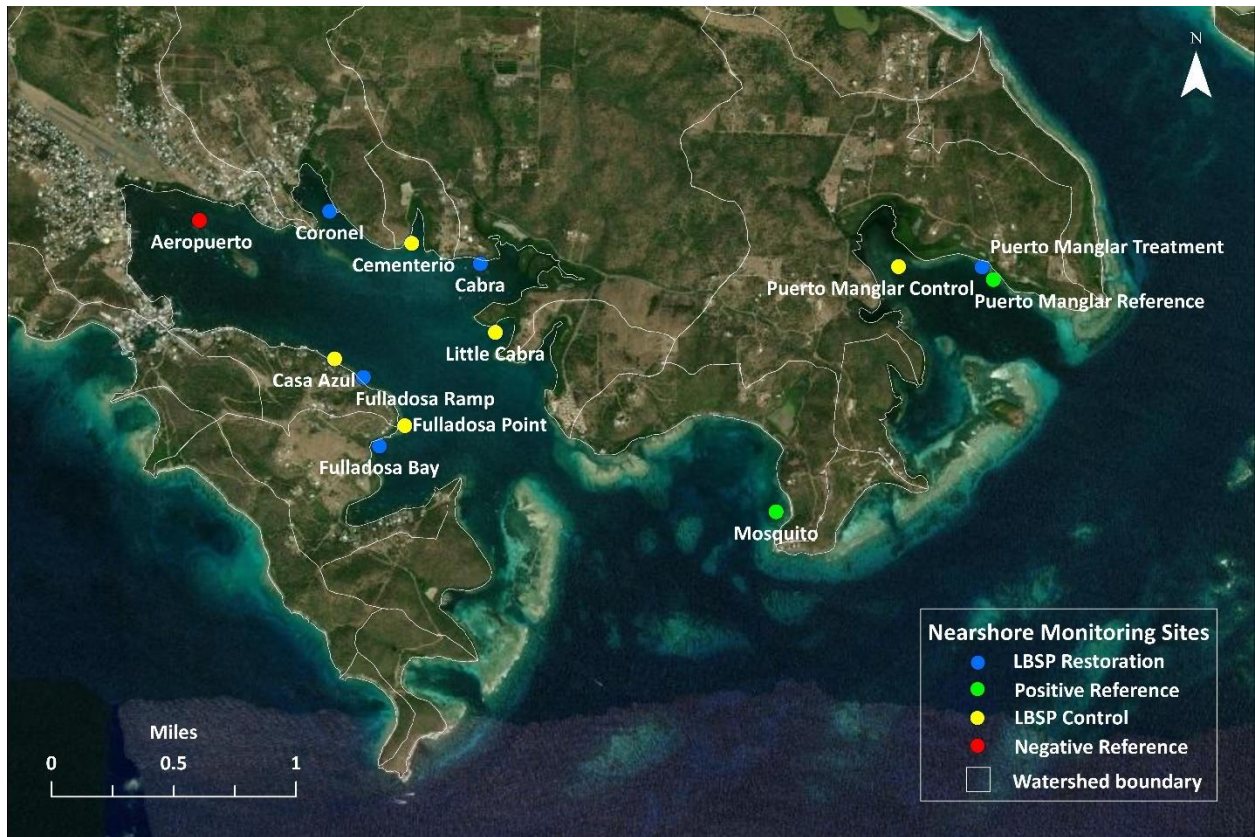 N
Aeropuerto
Coronel
Cementerio
Cabra
Puerto Manglar Treatment
Puerto Manglar Control
Puerto Manglar Reference
Little Cabra
Casa Azul
Fulladosa Ramp
Fulladosa Point
Fulladosa Bay
Mosquito
Nearshore Monitoring Sites
LBSP Restoration
Positive Reference
LBSP Control
Negative Reference
Watershed boundary
Miles
0 0.5 1